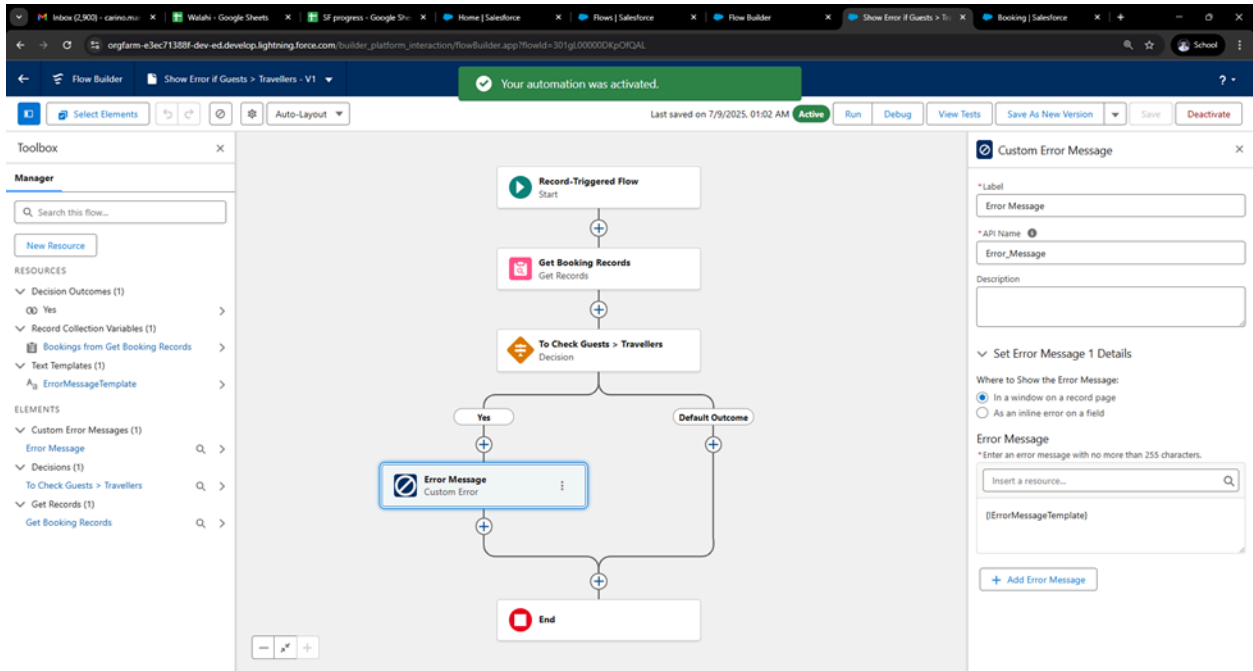 Inbox (2,900) - carino.ma
Walahi - Google Sheets
SF progress - Google She
Home | Salesforce
Flows | Salesforce
Flow Builder
Show Error if Guests > Tra
Booking | Salesforce
orgfarm-e3ec71388f-dev-ed.develop.lightning.force.com/builder_platform_interaction/flowBuilder.app?flowId=301gL00000DKpOfQAL
School
Flow Builder
Show Error if Guests > Travellers - V1
Your automation was activated.
?
Select Elements
Auto-Layout
Last saved on 7/9/2025, 01:02 AM
Active
Run
Debug
View Tests
Save As New Version
Save
Deactivate
Toolbox
Manager
Search this flow...
New Resource
RESOURCES
Decision Outcomes (1)
Yes
Record Collection Variables (1)
Bookings from Get Booking Records
Text Templates (1)
ErrorMessageTemplate
ELEMENTS
Custom Error Messages (1)
Error Message
Decisions (1)
To Check Guests > Travellers
Get Records (1)
Get Booking Records
Record-Triggered Flow
Start
Get Booking Records
Get Records
To Check Guests > Travellers
Decision
Yes
Default Outcome
Error Message
Custom Error
End
Custom Error Message
*Label
Error Message
*API Name
Error_Message
Description
Set Error Message 1 Details
Where to Show the Error Message:
In a window on a record page
As an inline error on a field
Error Message
*Enter an error message with no more than 255 characters.
Insert a resource...
{!ErrorMessageTemplate}
+ Add Error Message